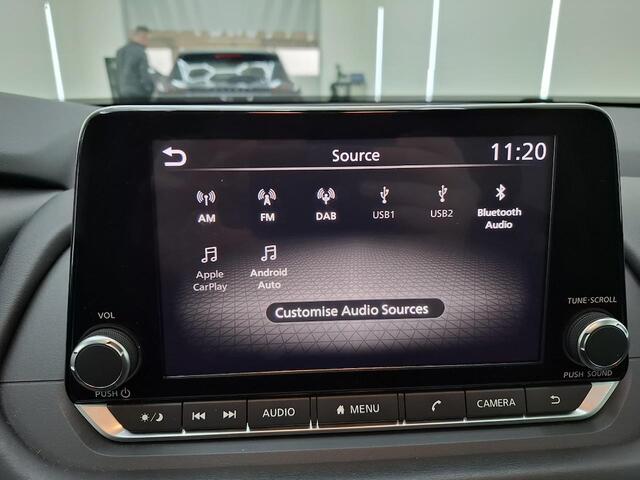 Source
11:20
AM
FM
DAB
USB1
USB2
Bluetooth
Audio
Apple
CarPlay
Android
Auto
Customise Audio Sources
VOL
PUSH
TUNE·SCROLL
PUSH SOUND
AUDIO
MENU
CAMERA